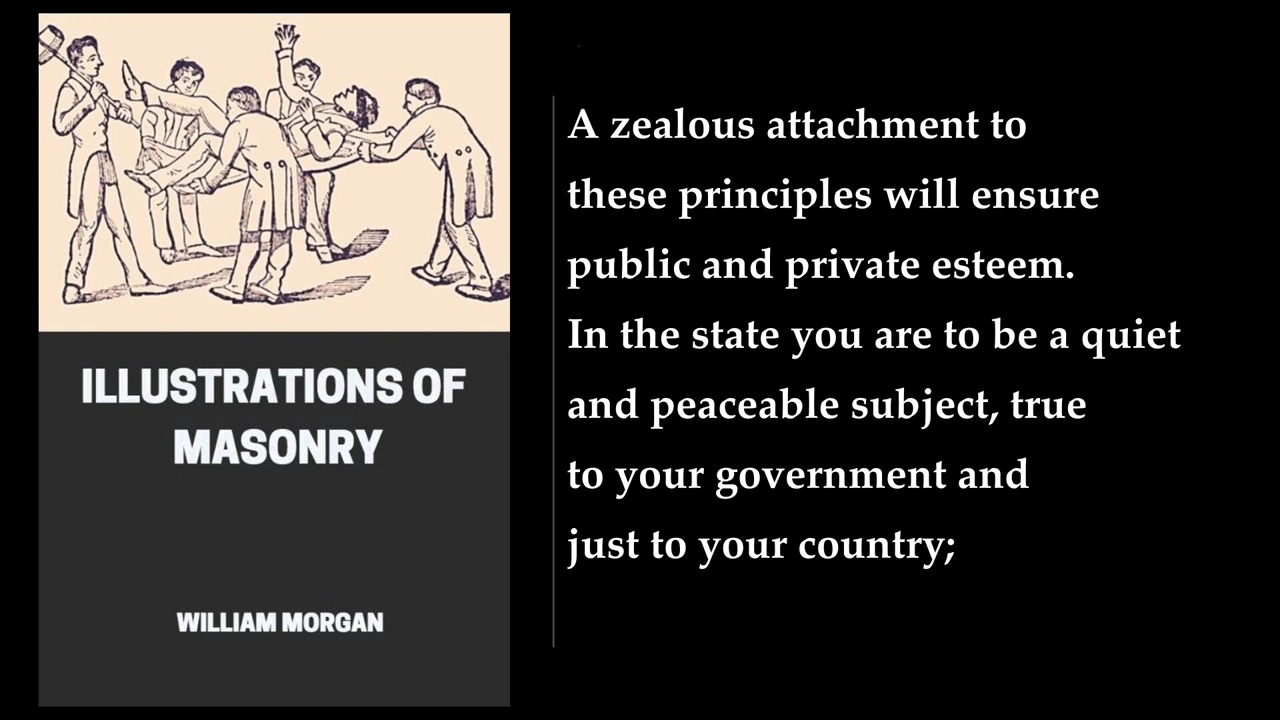 ILLUSTRATIONS OF
MASONRY
WILLIAM MORGAN
A zealous attachment to
these principles will ensure
public and private esteem.
In the state you are to be a quiet
and peaceable subject, true
to your government and
just to your country;